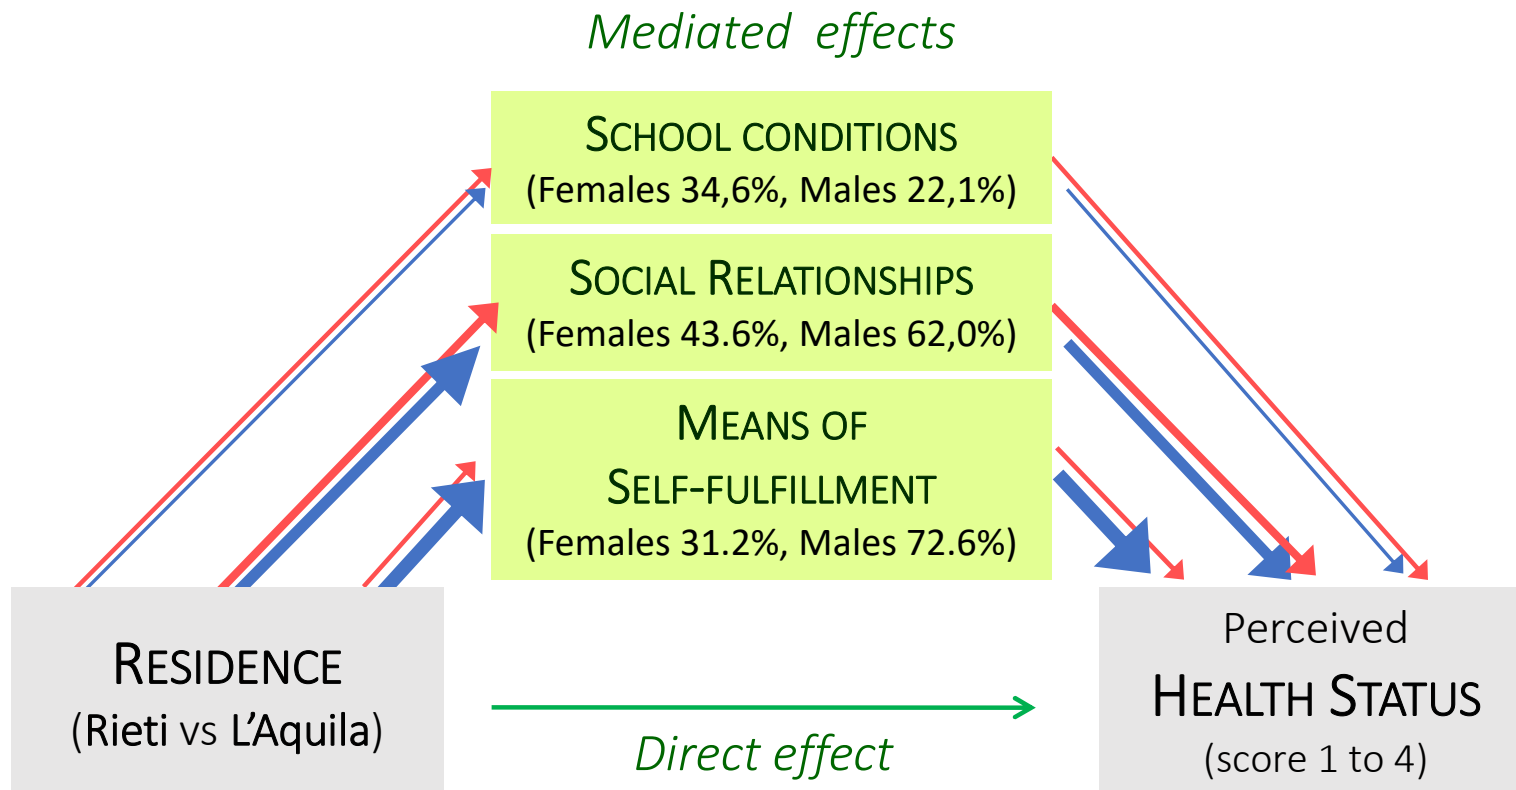 Mediated effects
SCHOOL CONDITIONS
(Females 34,6%, Males 22,1%)
SOCIAL RELATIONSHIPS
(Females 43.6%, Males 62,0%)
MEANS OF
SELF-FULFILLMENT
(Females 31.2%, Males 72.6%)
RESIDENCE
(Rieti vs L’Aquila)
Direct effect
Perceived
HEALTH STATUS
(score 1 to 4)